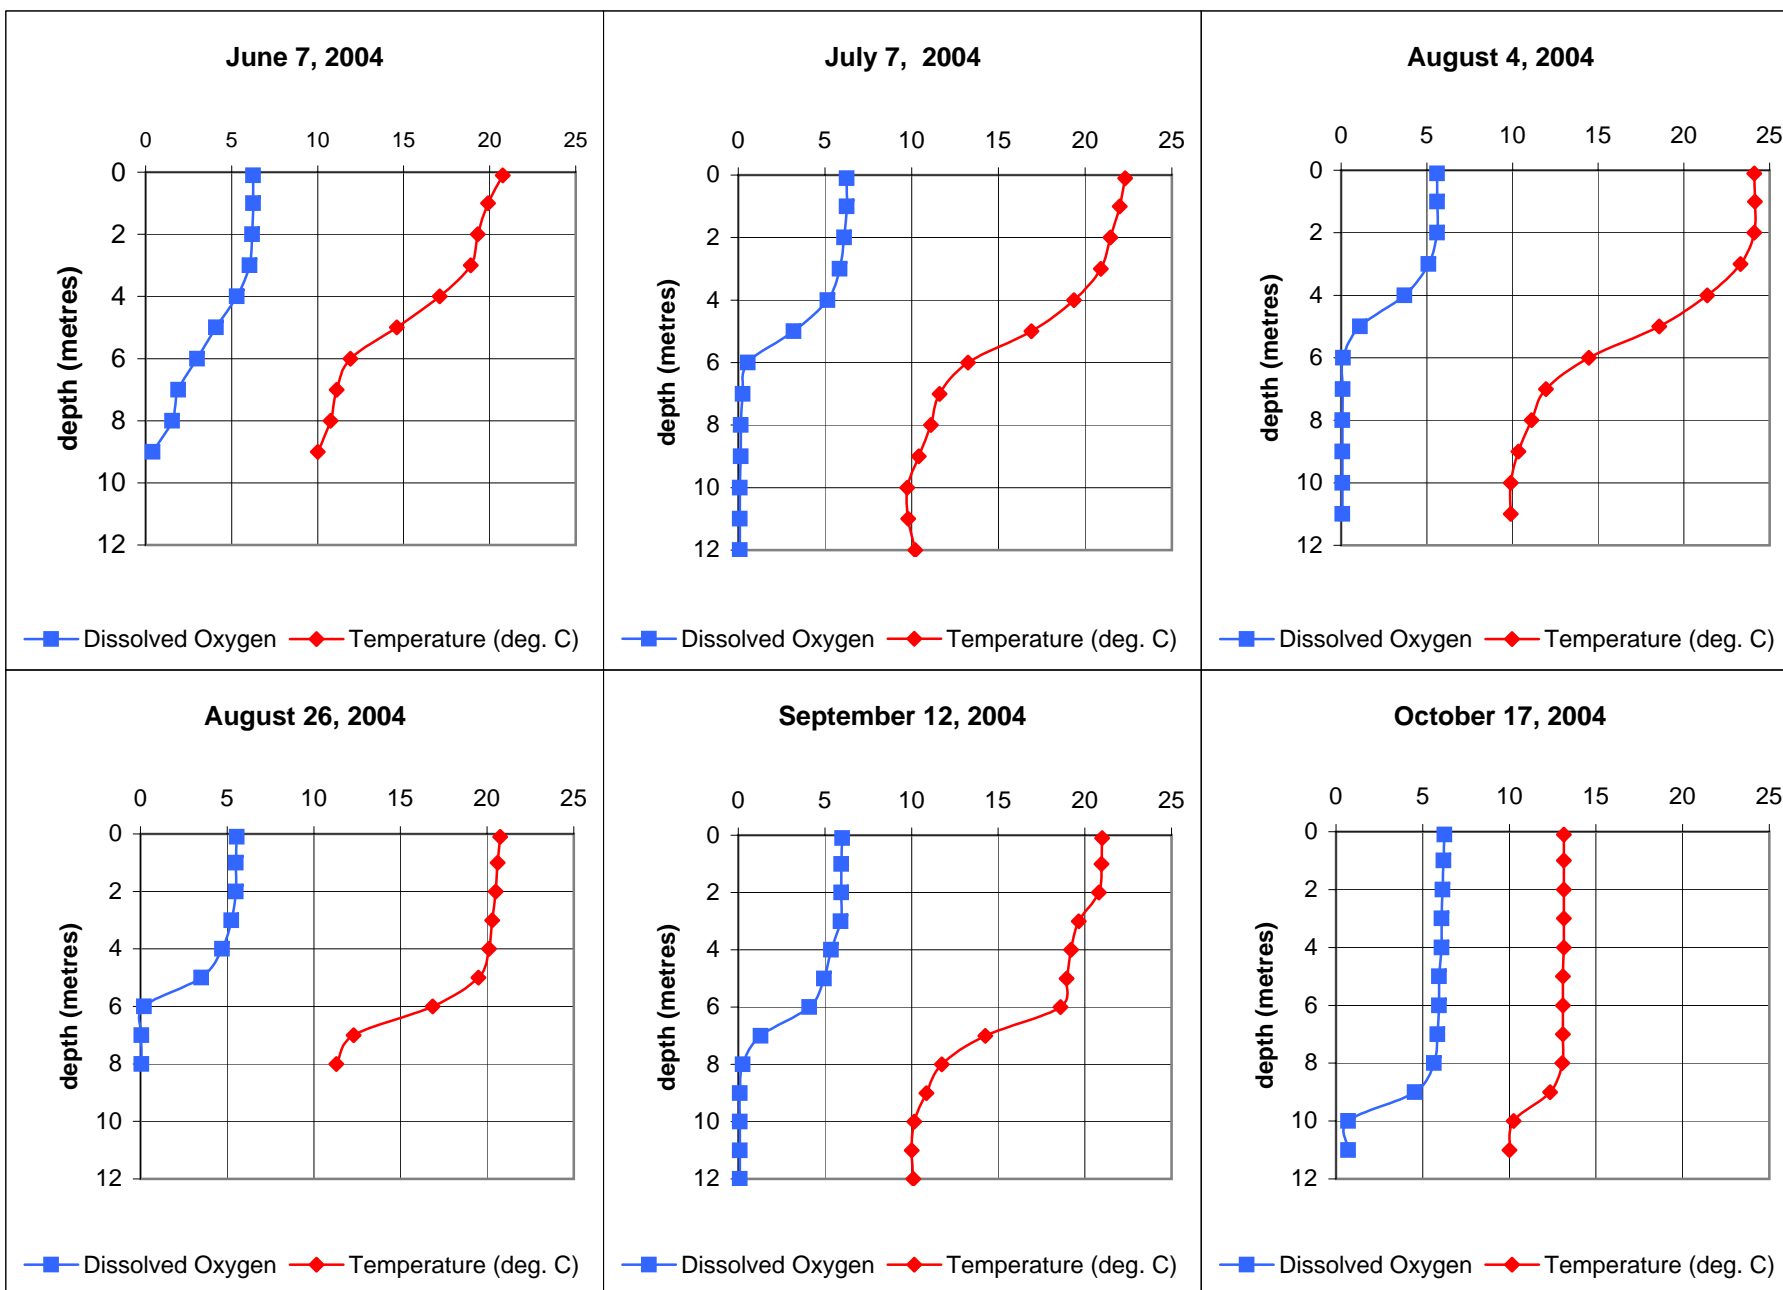 June 7, 2004
0 5 10 15 20 25
0
2
4
6
8
10
12
depth (metres)
Dissolved Oxygen Temperature (deg. C)
July 7, 2004
0 5 10 15 20 25
0
2
4
6
8
10
12
depth (metres)
Dissolved Oxygen Temperature (deg. C)
August 4, 2004
0 5 10 15 20 25
0
2
4
6
8
10
12
depth (metres)
Dissolved Oxygen Temperature (deg. C)
August 26, 2004
0 5 10 15 20 25
0
2
4
6
8
10
12
depth (metres)
Dissolved Oxygen Temperature (deg. C)
September 12, 2004
0 5 10 15 20 25
0
2
4
6
8
10
12
depth (metres)
Dissolved Oxygen Temperature (deg. C)
October 17, 2004
0 5 10 15 20 25
0
2
4
6
8
10
12
depth (metres)
Dissolved Oxygen Temperature (deg. C)